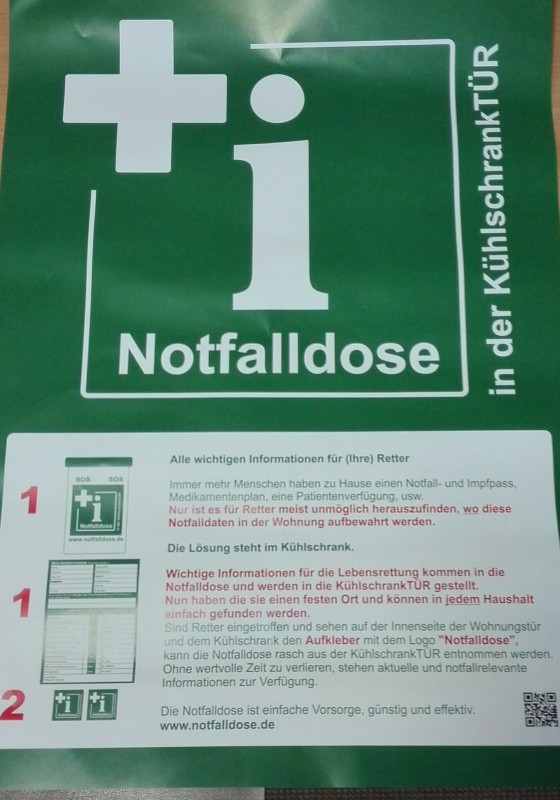 i
Notfalldose
in der KühlschrankTÜR
Alle wichtigen Informationen für (Ihre) Retter
1
SOS SOS
i
Notfalldose
www.notfalldose.de
Immer mehr Menschen haben zu Hause einen Notfall- und Impfpass,
Medikamentenplan, eine Patientenverfügung, usw.
Nur ist es für Retter meist unmöglich herauszufinden, wo diese
Notfalldaten in der Wohnung aufbewahrt werden.
Die Lösung steht im Kühlschrank.
1
Wichtige Informationen für die Lebensrettung kommen in die
Notfalldose und werden in die KühlschrankTÜR gestellt.
Nun haben die sie einen festen Ort und können in jedem Haushalt
einfach gefunden werden.
Sind Retter eingetroffen und sehen auf der Innenseite der Wohnungstür
und dem Kühlschrank den Aufkleber mit dem Logo "Notfalldose",
kann die Notfalldose rasch aus der KühlschrankTÜR entnommen werden.
Ohne wertvolle Zeit zu verlieren, stehen aktuelle und notfallrelevante
Informationen zur Verfügung.
2
Die Notfalldose ist einfache Vorsorge, günstig und effektiv.
www.notfalldose.de